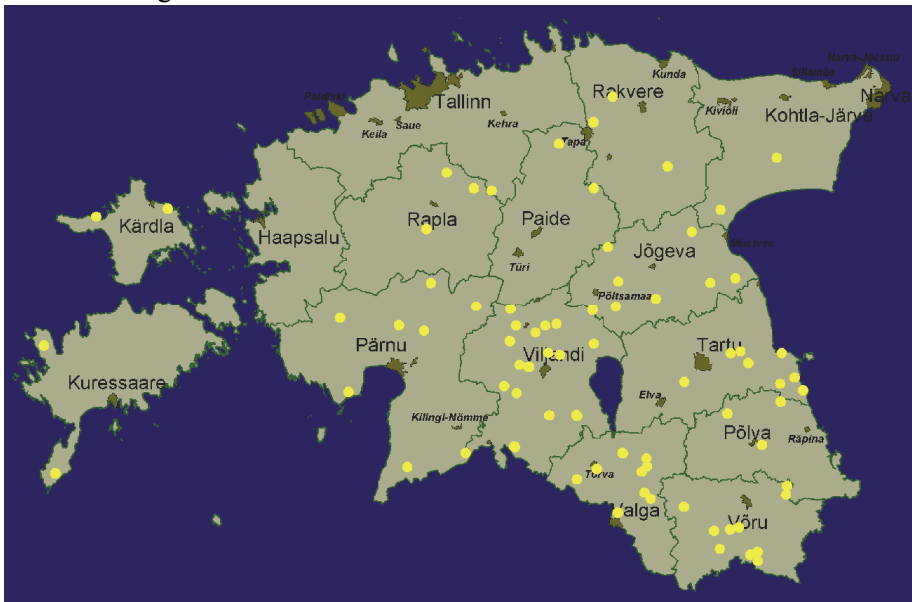 Narva-Jõesuu
Kunda
Sillamäe
Rakvere
Narva
Paldiski
Tallinn
Kiviõli
Kohtla-Järve
Keila
Saue
Kehra
Tapa
Kärdla
Haapsalu
Rapla
Paide
Türi
Jõgeva
Mustvee
Põltsamaa
Pärnu
Viljandi
Tartu
Kuressaare
Elva
Kilingi-Nõmme
Põlva
Räpina
Tõrva
Valga
Võru